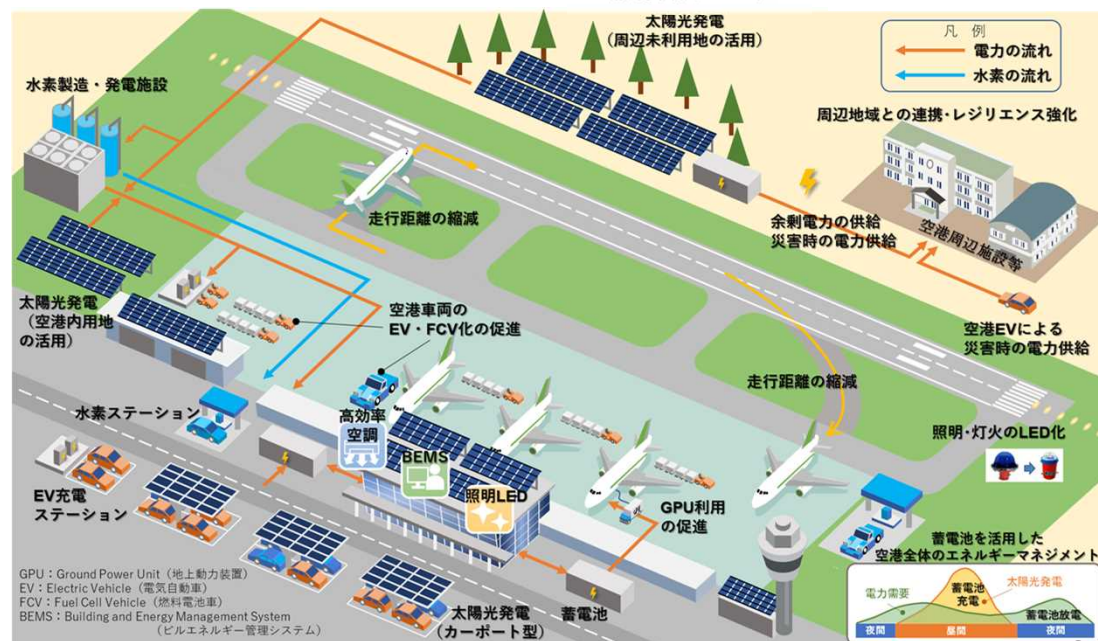 太陽光発電
(周辺未利用地の活用)
凡 例
電力の流れ
水素の流れ
水素製造・発電施設
周辺地域との連携・レジリエンス強化
走行距離の縮減
余剰電力の供給
災害時の電力供給
空港周辺施設等
太陽光発電
(空港内用地
の活用)
空港車両の
EV・FCV化の促進
空港EVによる
災害時の電力供給
走行距離の縮減
水素ステーション
高効率
空調
BEMS
照明LED
照明・灯火のLED化
EV充電
ステーション
GPU利用
の促進
蓄電池を活用した
空港全体のエネルギーマネジメント
GPU:Ground Power Unit(地上動力装置)
EV:Electric Vehicle(電気自動車)
FCV:Fuel Cell Vehicle(燃料電池車)
BEMS:Building and Energy Management System
(ビルエネルギー管理システム)
太陽光発電
(カーポート型)
蓄電池
電力需要
蓄電池
充電
太陽光発電
蓄電池放電
夜間
昼間
夜間